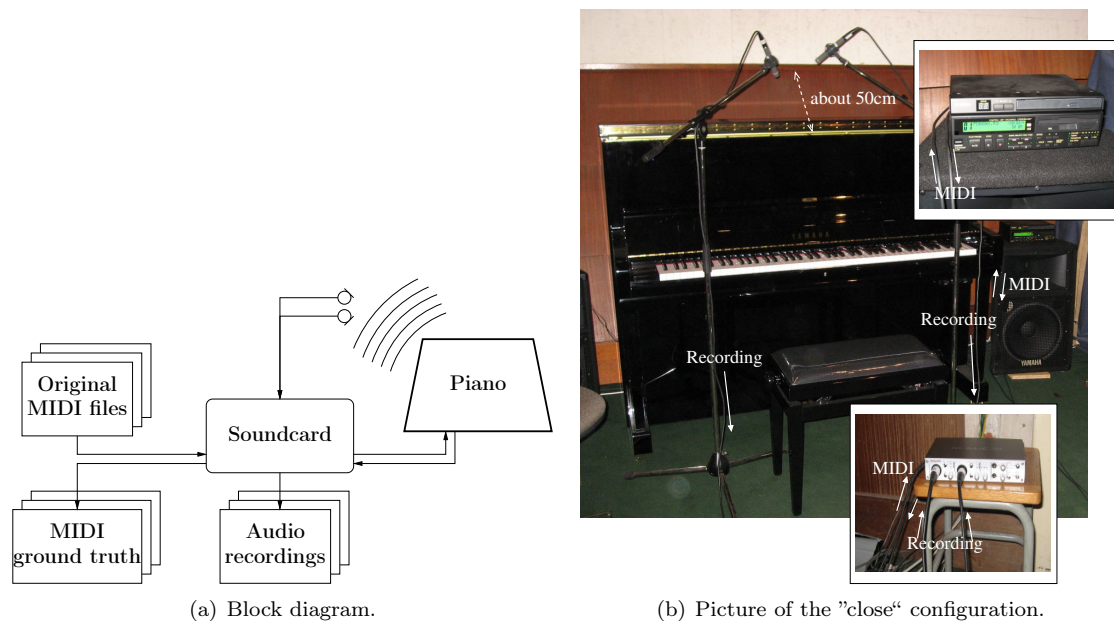 Original
MIDI files
Soundcard
Piano
MIDI
ground truth
Audio
recordings
(a) Block diagram.
about 50cm
MIDI
YAMAHA
MIDI
Recording
Recording
YAMAHA
MIDI
Recording
(b) Picture of the ”close“ configuration.